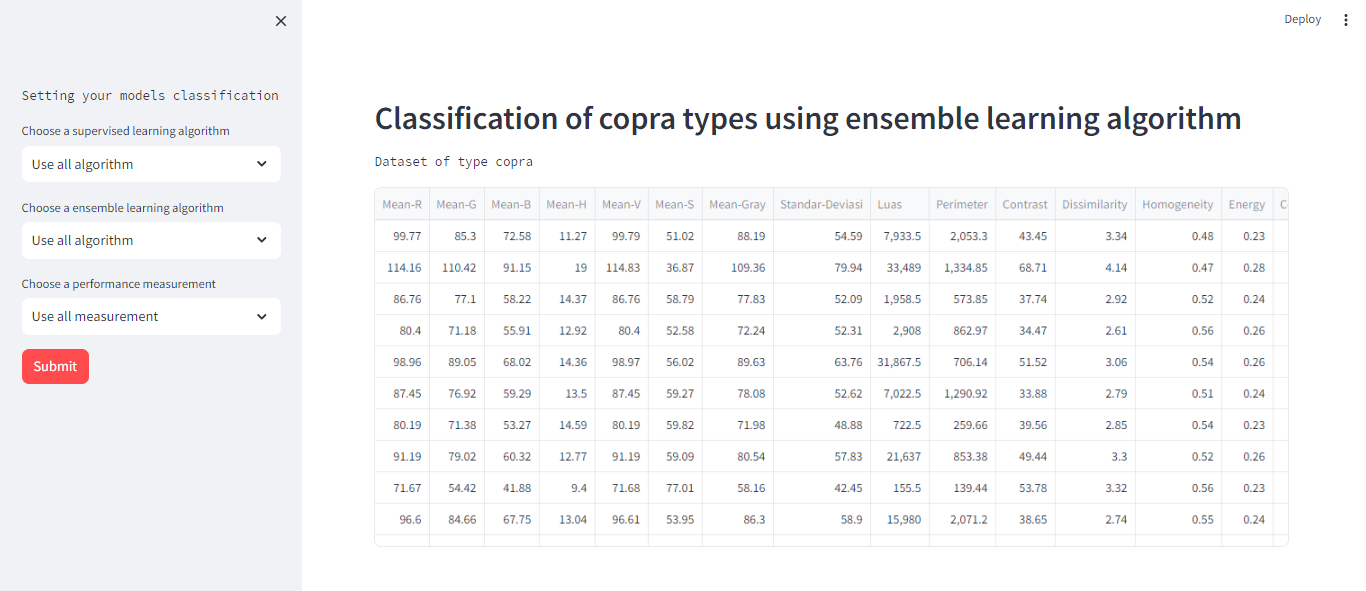 Deploy
Setting your models classification
Choose a supervised learning algorithm
Use all algorithm
Choose a ensemble learning algorithm
Use all algorithm
Choose a performance measurement
Use all measurement
Submit
Classification of copra types using ensemble learning algorithm
Dataset of type copra
Mean-R Mean-G Mean-B Mean-H Mean-V Mean-S Mean-Gray Standar-Deviasi Luas Perimeter Contrast Dissimilarity Homogeneity Energy C
99.77 85.3 72.58 11.27 99.79 51.02 88.19 54.59 7,933.5 2,053.3 43.45 3.34 0.48 0.23
114.16 110.42 91.15 19 114.83 36.87 109.36 79.94 33,489 1,334.85 68.71 4.14 0.47 0.28
86.76 77.1 58.22 14.37 86.76 58.79 77.83 52.09 1,958.5 573.85 37.74 2.92 0.52 0.24
80.4 71.18 55.91 12.92 80.4 52.58 72.24 52.31 2,908 862.97 34.47 2.61 0.56 0.26
98.96 89.05 68.02 14.36 98.97 56.02 89.63 63.76 31,867.5 706.14 51.52 3.06 0.54 0.26
87.45 76.92 59.29 13.5 87.45 59.27 78.08 52.62 7,022.5 1,290.92 33.88 2.79 0.51 0.24
80.19 71.38 53.27 14.59 80.19 59.82 71.98 48.88 722.5 259.66 39.56 2.85 0.54 0.23
91.19 79.02 60.32 12.77 91.19 59.09 80.54 57.83 21,637 853.38 49.44 3.3 0.52 0.26
71.67 54.42 41.88 9.4 71.68 77.01 58.16 42.45 155.5 139.44 53.78 3.32 0.56 0.23
96.6 84.66 67.75 13.04 96.61 53.95 86.3 58.9 15,980 2,071.2 38.65 2.74 0.55 0.24